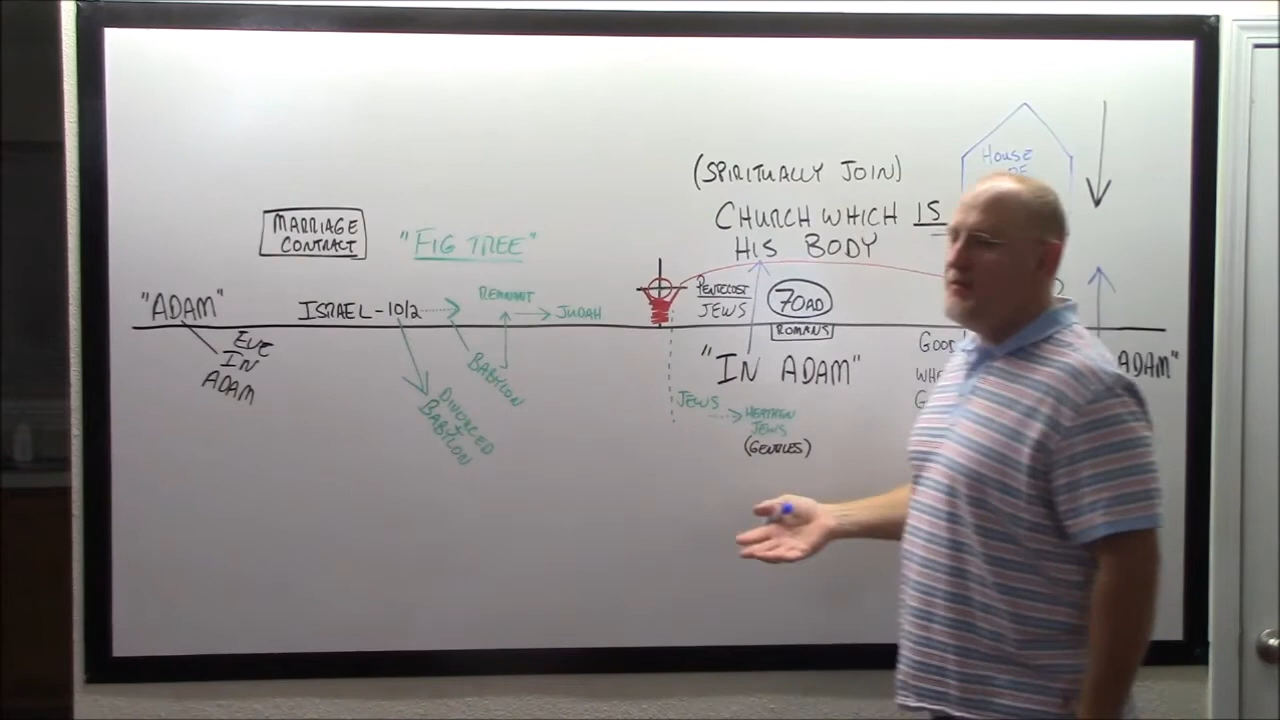 House
OF
(SPIRITUALLY JOIN)
CHURCH WHICH IS
HIS BODY
MARRIAGE
CONTRACT
"FIG TREE"
"ADAM"
EVE
IN
ADAM
ISRAEL - 10/2
REMNANT
JUDAH
BABYLON
DIVORCED
BABYLON
PENTECOST
JEWS
70AD
ROMANS
"IN ADAM"
JEWS
HEATHEN
JEWS
(GENTILES)
ADAM"